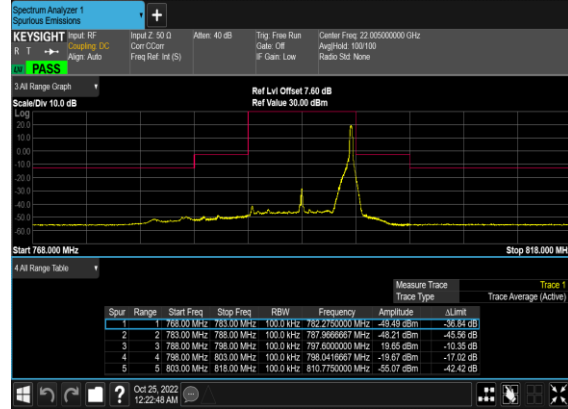 Spectrum Analyzer 1
Spurious Emissions
KEYSIGHT
R T
LXI PASS
Input: RF
Coupling: DC
Align: Auto
Input Z: 50 Ω
Corr CCorr
Freq Ref: Int (S)
Atten: 40 dB
Trig: Free Run
Gate: Off
IF Gain: Low
Center Freq: 22.005000000 GHz
Avg|Hold: 100/100
Radio Std: None
3 All Range Graph
Scale/Div 10.0 dB
Ref Lvl Offset 7.60 dB
Ref Value 30.00 dBm
Log
20.0
10.0
0.00
-10.0
-20.0
-30.0
-40.0
-50.0
-60.0
Start 768.000 MHz
Stop 818.000 MHz
4 All Range Table
Measure Trace Trace 1
Trace Type Trace Average (Active)
Spur Range Start Freq Stop Freq RBW Frequency Amplitude ΔLimit
1 1 768.00 MHz 783.00 MHz 100.0 kHz 782.2750000 MHz -49.49 dBm -36.84 dB
2 2 783.00 MHz 788.00 MHz 100.0 kHz 787.9666667 MHz -48.21 dBm -45.56 dB
3 3 788.00 MHz 798.00 MHz 100.0 kHz 797.6000000 MHz 19.65 dBm -10.35 dB
4 4 798.00 MHz 803.00 MHz 100.0 kHz 798.0416667 MHz -19.67 dBm -17.02 dB
5 5 803.00 MHz 818.00 MHz 100.0 kHz 810.7750000 MHz -55.07 dBm -42.42 dB
Oct 25, 2022
12:22:48 AM